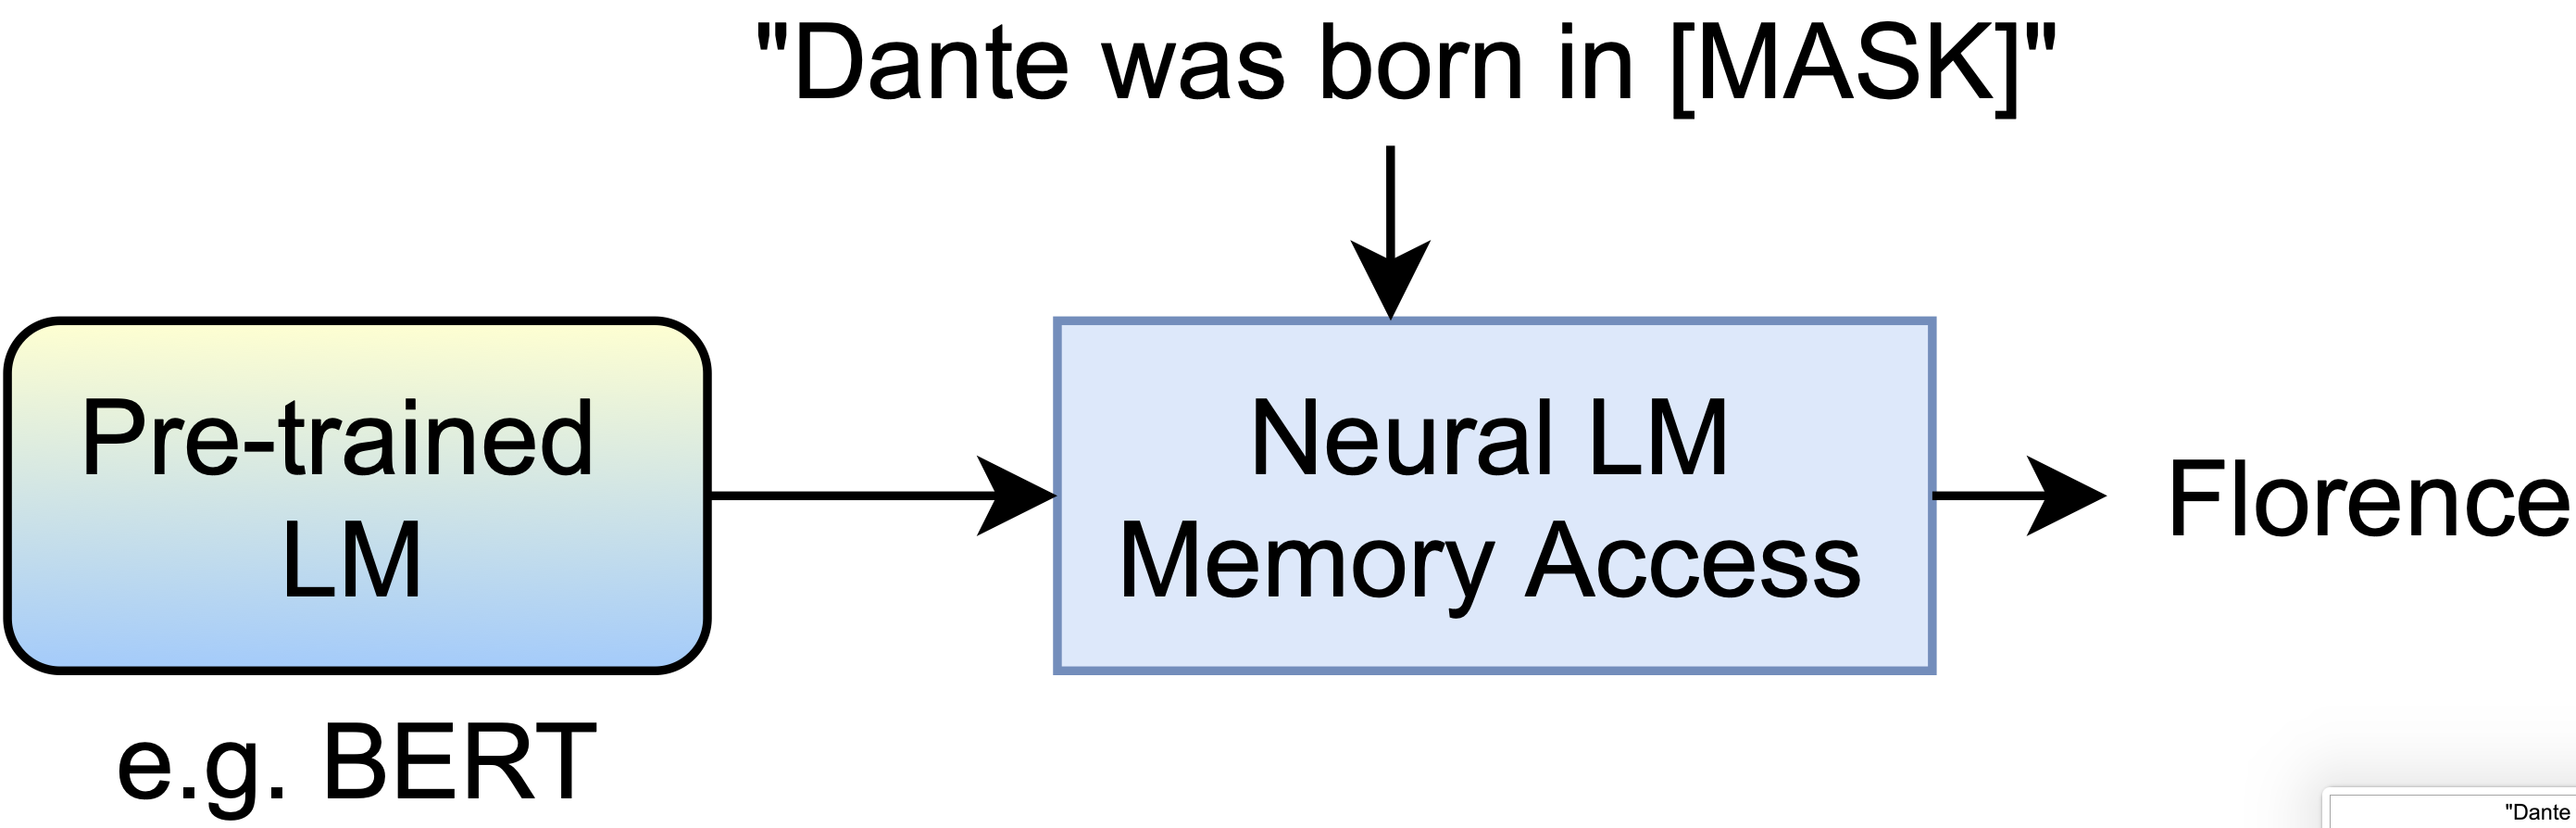 "Dante was born in [MASK]"
Pre-trained
LM
Neural LM
Memory Access
Florence
e.g. BERT
"Dante